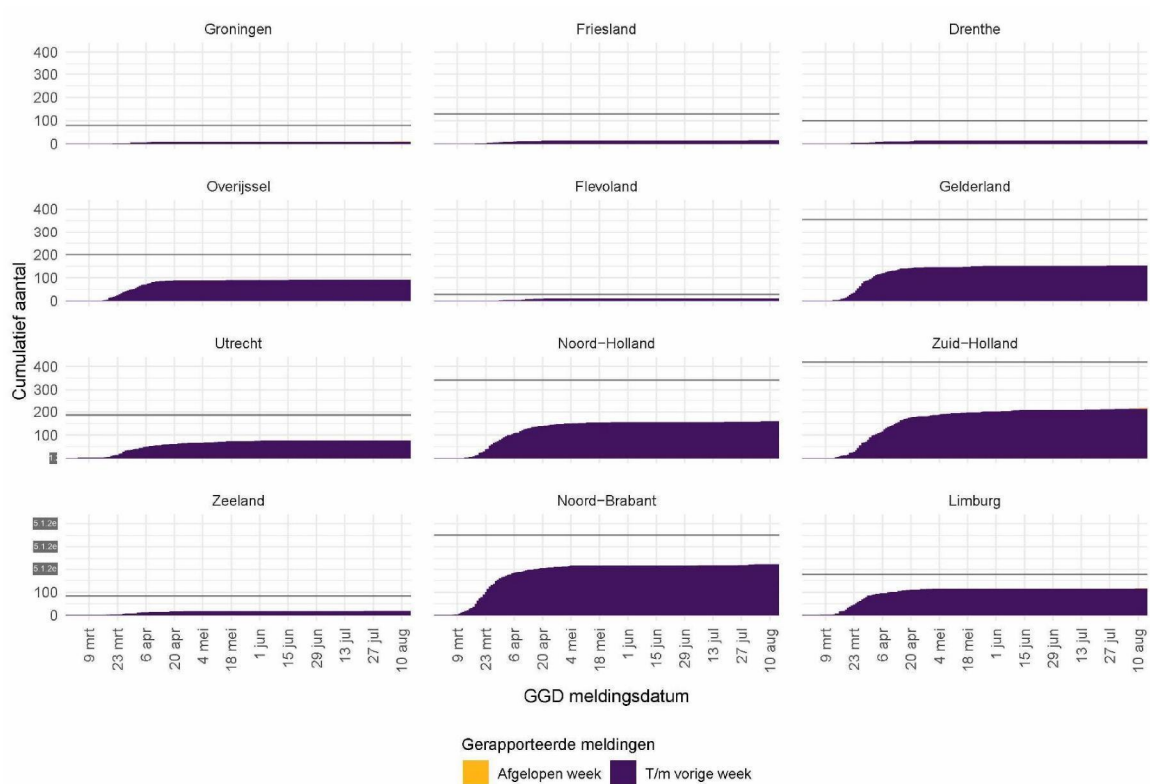 Groningen Friesland Drenthe
400
300
200
100
0
Overijssel Flevoland Gelderland
400
300
200
100
0
Utrecht Noord-Holland Zuid-Holland
400
300
200
100
Zeeland Noord-Brabant Limburg
5.1.2e
5.1.2e
5.1.2e
100
0
Cumulatief aantal
9 mrt 23 mrt 6 apr 20 apr 4 mei 18 mei 1 jun 15 jun 29 jun 13 jul 27 jul 10 aug 9 mrt 23 mrt 6 apr 20 apr 4 mei 18 mei 1 jun 15 jun 29 jun 13 jul 27 jul 10 aug 9 mrt 23 mrt 6 apr 20 apr 4 mei 18 mei 1 jun 15 jun 29 jun 13 jul 27 jul 10 aug
GGD meldingsdatum
Gerapporteerde meldingen
Afgelopen week T/m vorige week